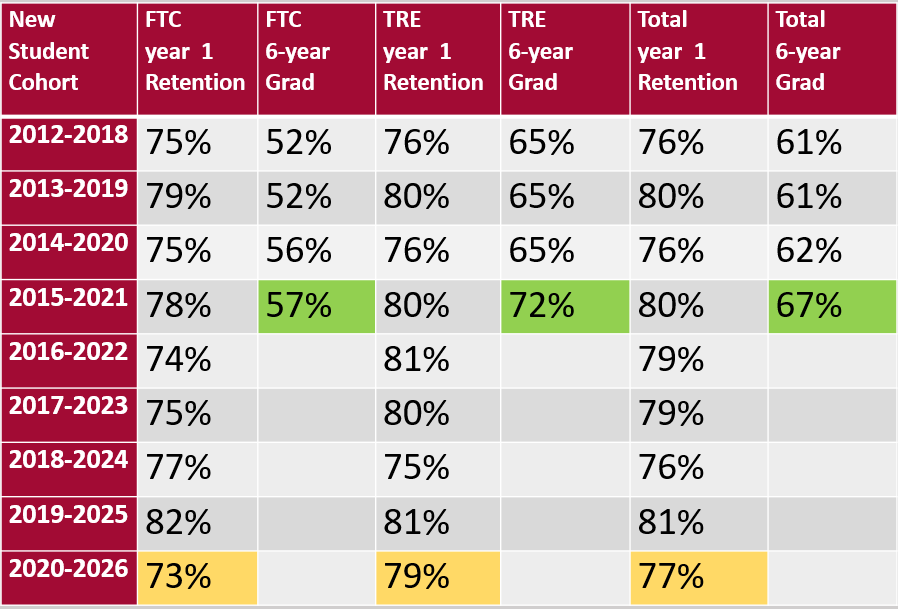 New Student Cohort FTC year 1 Retention FTC 6-year Grad TRE year 1 Retention TRE 6-year Grad Total year 1 Retention Total 6-year Grad
2012-2018 75% 52% 76% 65% 76% 61%
2013-2019 79% 52% 80% 65% 80% 61%
2014-2020 75% 56% 76% 65% 76% 62%
2015-2021 78% 57% 80% 72% 80% 67%
2016-2022 74% 81% 79%
2017-2023 75% 80% 79%
2018-2024 77% 75% 76%
2019-2025 82% 81% 81%
2020-2026 73% 79% 77%